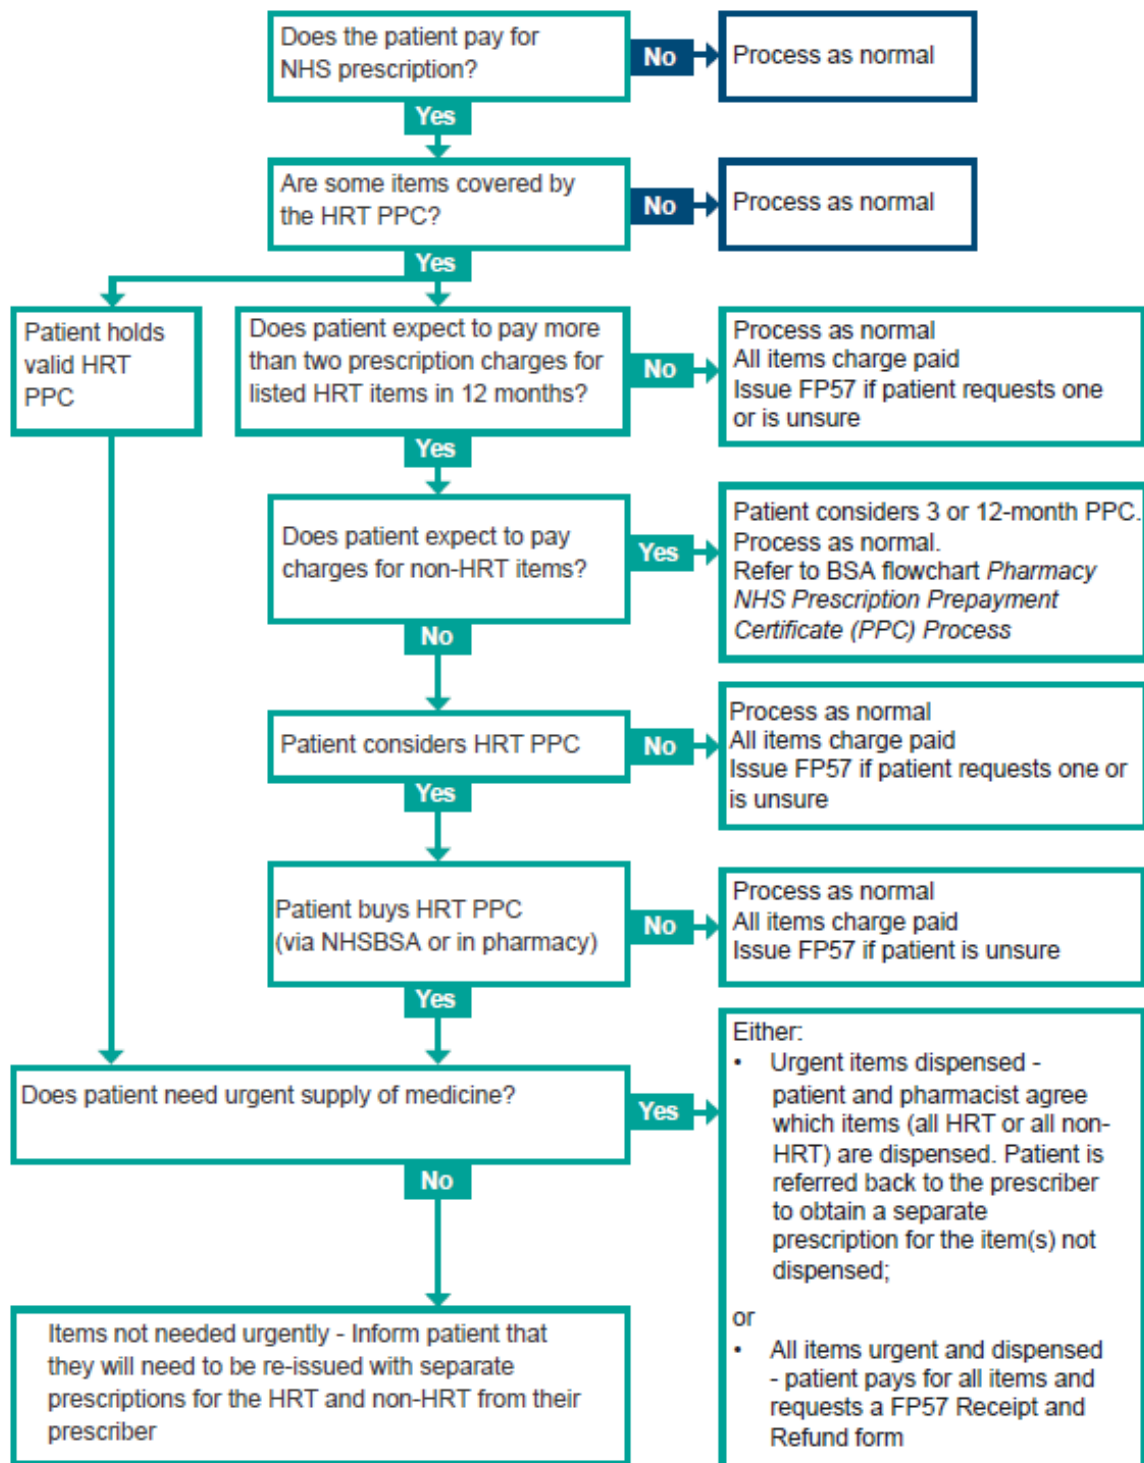 Does the patient pay for
NHS prescription?
No
Process as normal
Yes
Are some items covered by
the HRT PPC?
No
Process as normal
Yes
Patient holds
valid HRT
PPC
Does patient expect to pay more
than two prescription charges for
listed HRT items in 12 months?
No
Process as normal
All items charge paid
Issue FP57 if patient requests one
or is unsure
Yes
Does patient expect to pay
charges for non-HRT items?
Yes
Patient considers 3 or 12-month PPC.
Process as normal.
Refer to BSA flowchart Pharmacy
NHS Prescription Prepayment
Certificate (PPC) Process
No
Patient considers HRT PPC
No
Process as normal
All items charge paid
Issue FP57 if patient requests one or
is unsure
Yes
Patient buys HRT PPC
(via NHSBSA or in pharmacy)
No
Process as normal
All items charge paid
Issue FP57 if patient is unsure
Yes
Does patient need urgent supply of medicine?
Yes
Either:
• Urgent items dispensed -
patient and pharmacist agree
which items (all HRT or all non-
HRT) are dispensed. Patient is
referred back to the prescriber
to obtain a separate
prescription for the item(s) not
dispensed;
or
• All items urgent and dispensed
- patient pays for all items and
requests a FP57 Receipt and
Refund form
No
Items not needed urgently - Inform patient that
they will need to be re-issued with separate
prescriptions for the HRT and non-HRT from their
prescriber